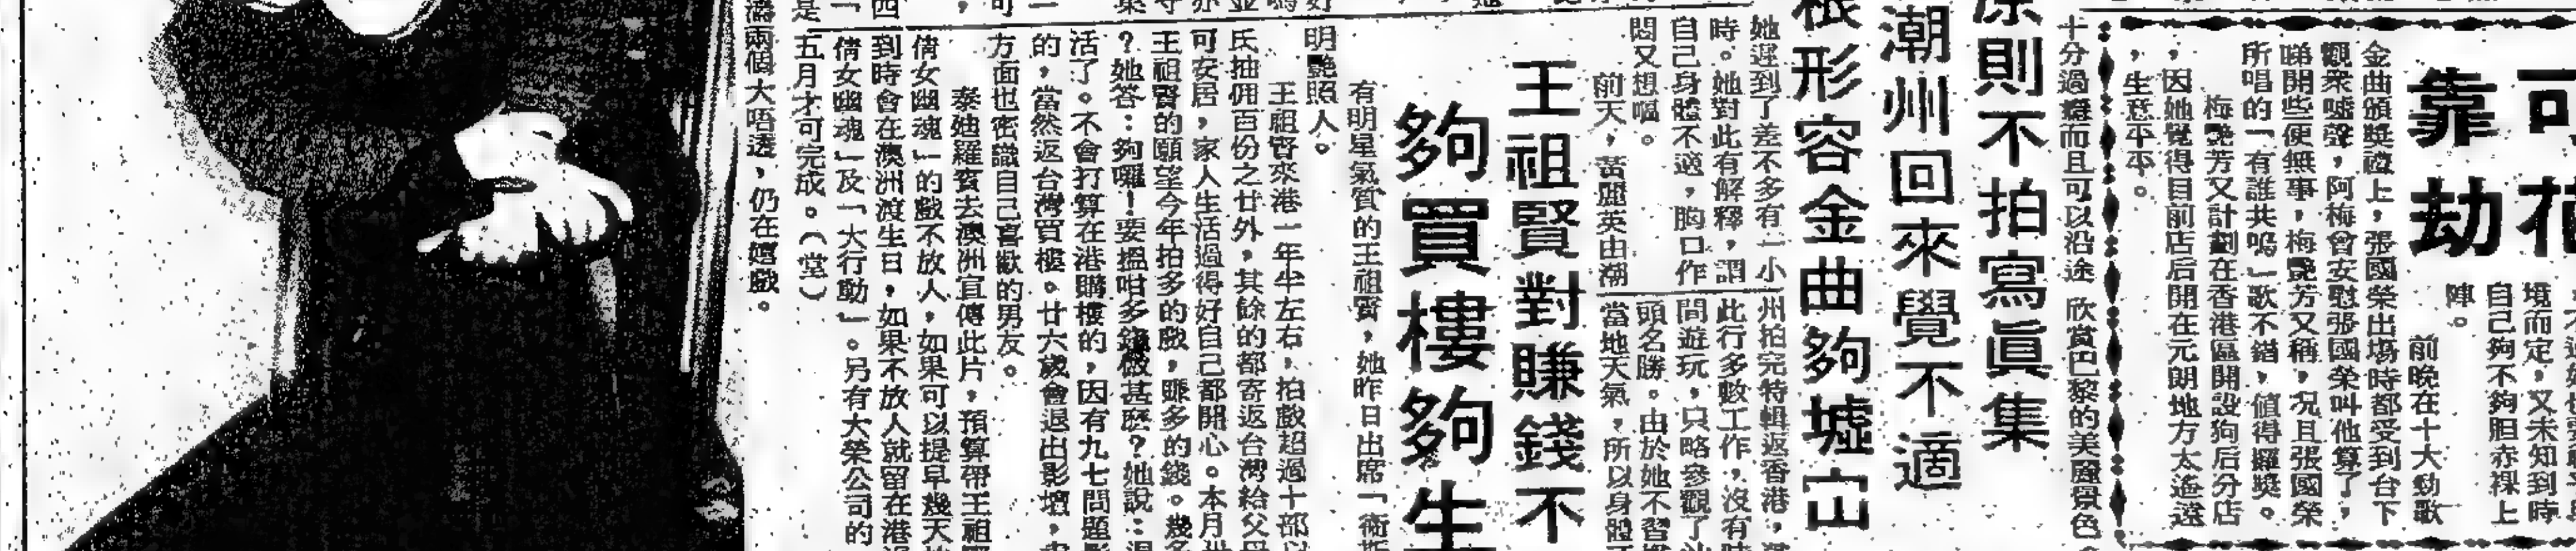 可花
靠劫
境而定，又未知到時
自己夠不夠胆赤裸上
陣。
前晚在十大勁歌
金曲頒獎禮上，張國榮出場時都受到台下
觀衆噓聲，阿梅會安慰張國榮叫他算了，
睇開些便無事，梅艷芳又稱，况且張國榮
所唱的「有誰共鳴」歌不錯，值得攞獎。
梅艷芳又計劃在香港區開設狗后分店
，因她覺得目前店后開在元朗地方太遙遠
，生意平平。
十分過癮而且可以沿途欣賞巴黎的美麗景色
原則不拍寫眞集
潮州回來覺不適
根形容金曲夠墟冚
她遲到了差不多有一小
時。她對此有解釋，謂
自己身體不適，胸口作
悶又想嘔。
前天，黃麗英由潮
州拍完特輯返香港，
此行多數工作，沒有時
間遊玩，只略參觀了汕
頭名勝。由於她不習慣
當地天氣，所以身體不
王祖賢對賺錢不
夠買樓夠生
有明星氣質的王祖賢，她昨日出席「衛斯
明艷照人。
王祖賢來港一年半左右，拍戲超過十部以
氏抽佣百份之廿外，其餘的都寄返台灣給父母
可安居，家人生活過得好自己都開心。本月卅
王祖賢的願望今年拍多的戲，賺多的錢。幾多
？她答：夠囉！要搵咁多錢做甚麽？她說：混
活了。不會打算在港購樓的，因有九七問題影
的，當然返台灣買樓。廿六歲會退出影壇，
方面也密識自己喜歡的男友。
泰迪羅賓去澳洲宣傳此片，預算帶王祖賢
倩女幽魂」的戲不放人，如果可以提早幾天
到時會在澳洲渡生日，如果不放人就留在港
倩女幽魂」及「大行動」。另有大榮公司的
五月才可完成。（堂）
濤兩個大唔透，仍在嬉戲。